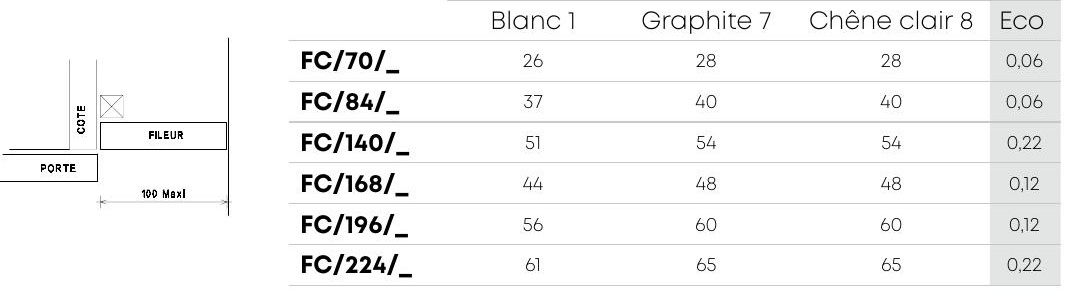 Blanc 1 Graphite 7 Chêne clair 8 Eco
FC/70/_ 26 28 28 0,06
FC/84/_ 37 40 40 0,06
FC/140/_ 51 54 54 0,22
FC/168/_ 44 48 48 0,12
FC/196/_ 56 60 60 0,12
FC/224/_ 61 65 65 0,22
COTE
FILEUR
PORTE
100 Maxi